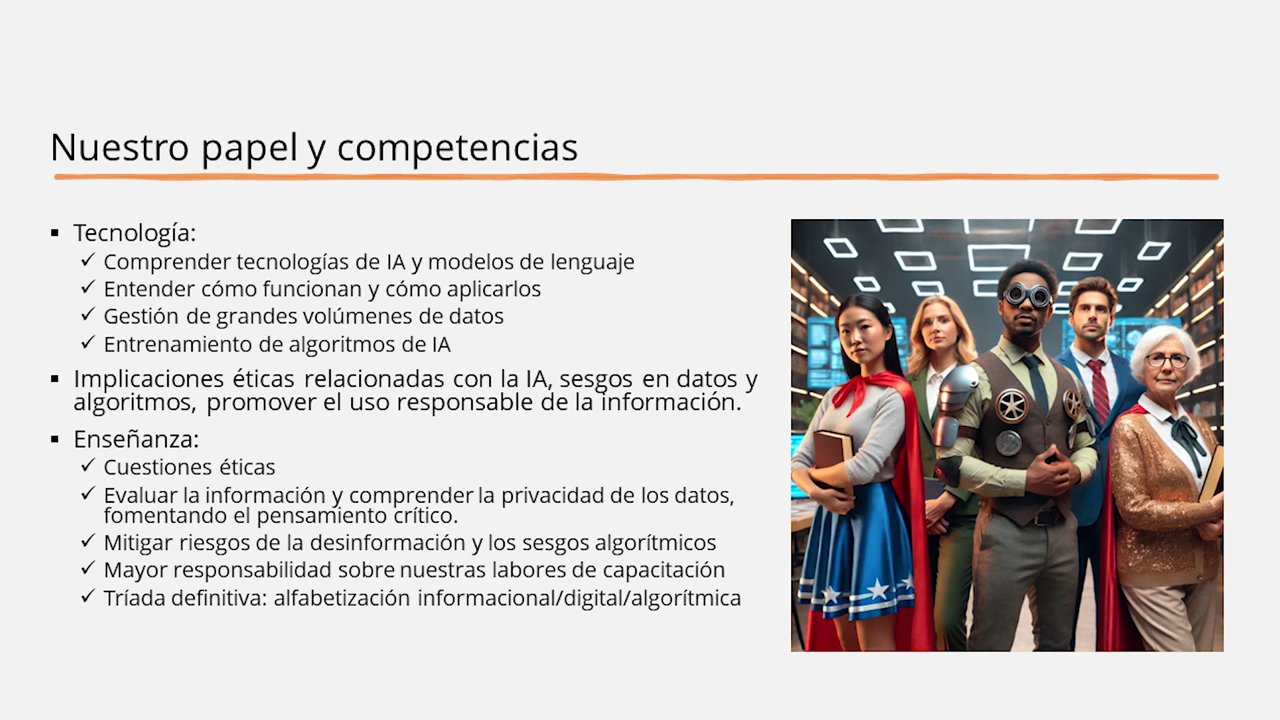 Nuestro papel y competencias
▪ Tecnología:
✓ Comprender tecnologías de IA y modelos de lenguaje
✓ Entender cómo funcionan y cómo aplicarlos
✓ Gestión de grandes volúmenes de datos
✓ Entrenamiento de algoritmos de IA
▪ Implicaciones éticas relacionadas con la IA, sesgos en datos y
algoritmos, promover el uso responsable de la información.
▪ Enseñanza:
✓ Cuestiones éticas
✓ Evaluar la información y comprender la privacidad de los datos,
fomentando el pensamiento crítico.
✓ Mitigar riesgos de la desinformación y los sesgos algorítmicos
✓ Mayor responsabilidad sobre nuestras labores de capacitación
✓ Tríada definitiva: alfabetización informacional/digital/algorítmica